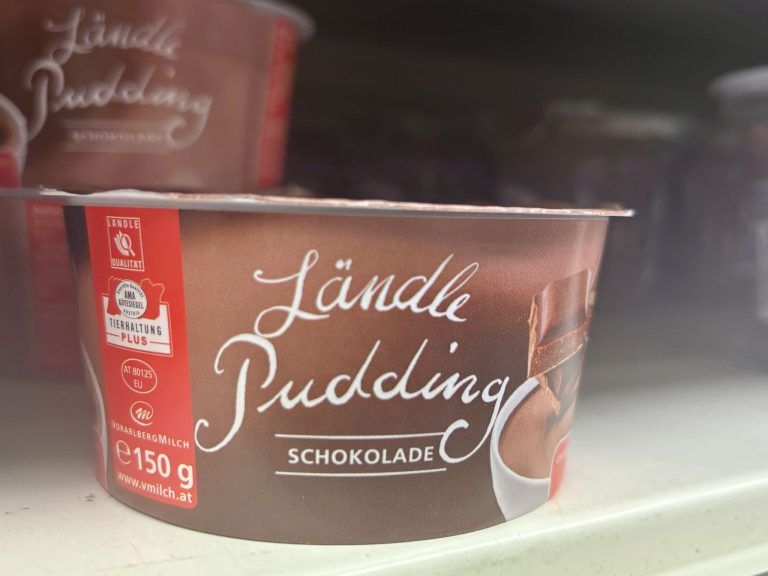 Ländle
Pudding
SCHOKOLADE
LÄNDLE
QUALITÄT
AMA
GÜTESIEGEL
TIERHALTUNG
PLUS
AT 80125
EU
VORARLBERGMILCH
e 150 g
www.vmilch.at
Ländle
Pudding
SCHOKOLADE